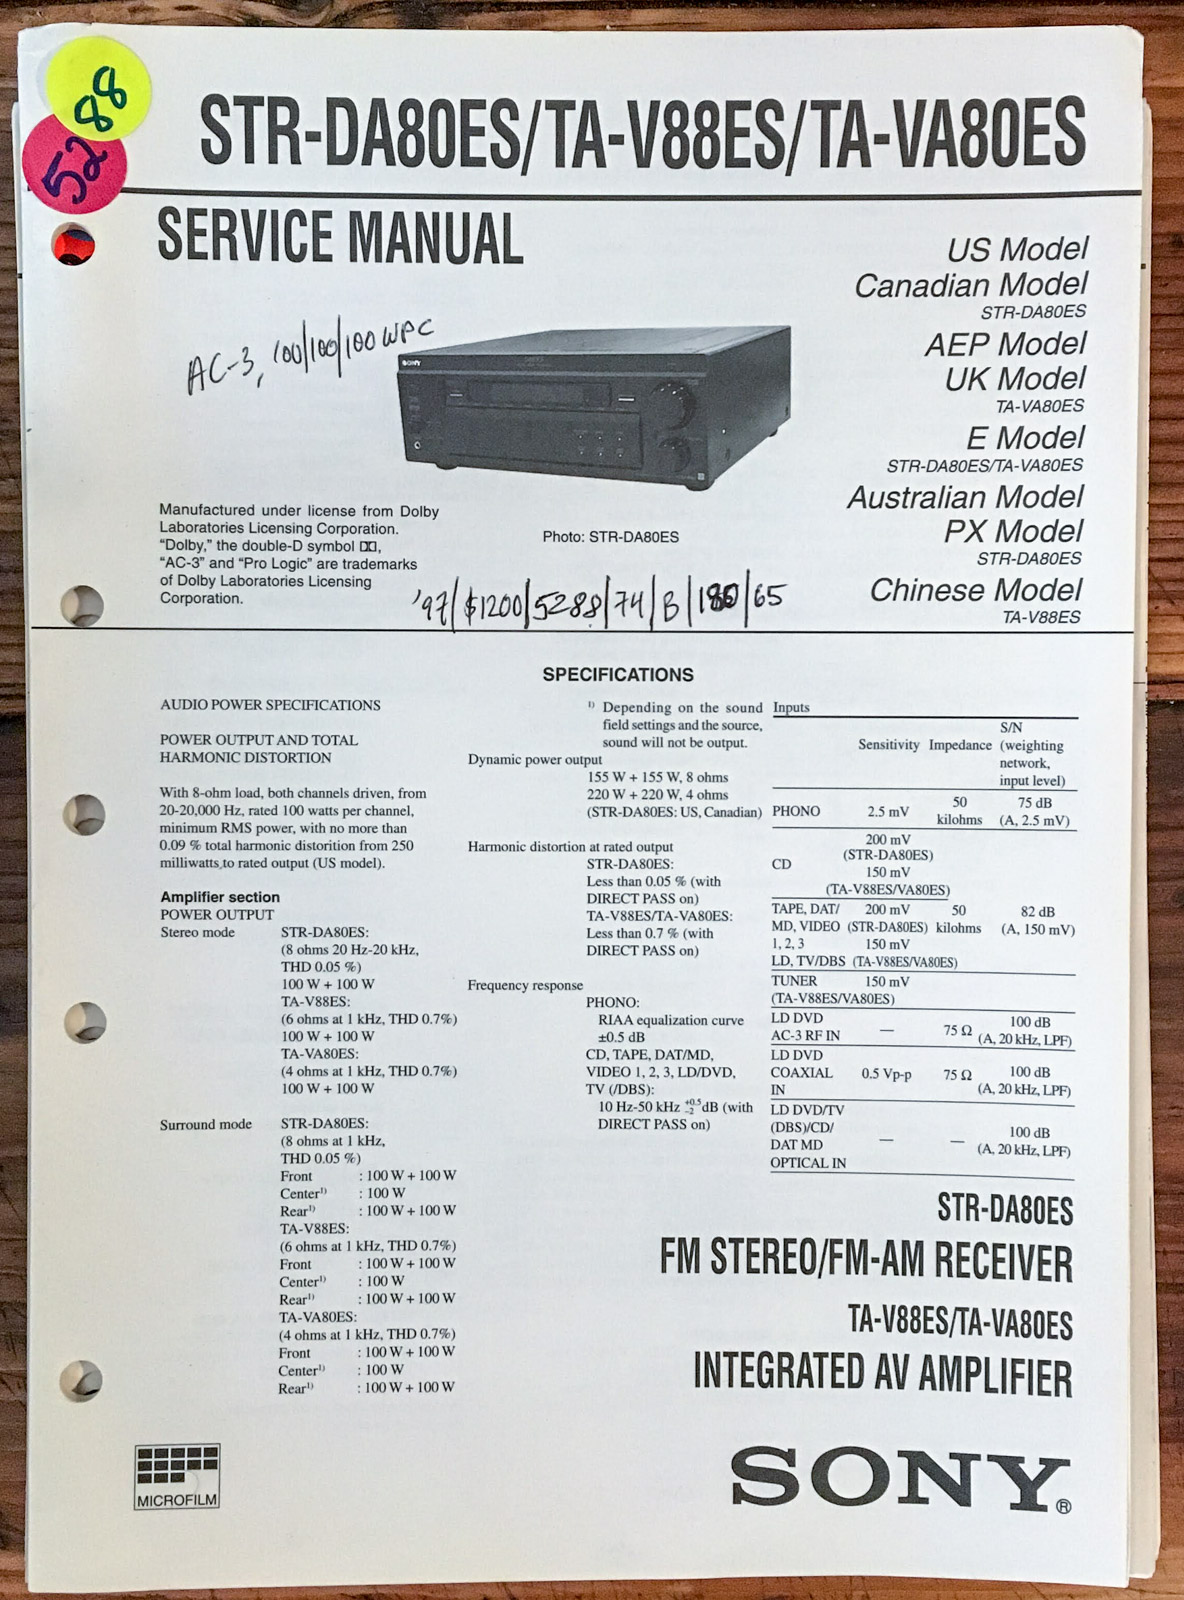 88
52
STR-DA80ES/TA-V88ES/TA-VA80ES
SERVICE MANUAL
US Model
Canadian Model
STR-DA80ES
AEP Model
UK Model
TA-VA80ES
E Model
STR-DA80ES/TA-VA80ES
Australian Model
PX Model
STR-DA80ES
Chinese Model
TA-V88ES
AC-3, 100/100/100 WPC
SONY
Manufactured under license from Dolby
Laboratories Licensing Corporation.
“Dolby,” the double-D symbol
“AC-3” and “Pro Logic” are trademarks
of Dolby Laboratories Licensing
Corporation.
Photo: STR-DA80ES
'97/$1200/5288/74/B/180/65
SPECIFICATIONS
AUDIO POWER SPECIFICATIONS
POWER OUTPUT AND TOTAL
HARMONIC DISTORTION
With 8-ohm load, both channels driven, from
20-20,000 Hz, rated 100 watts per channel,
minimum RMS power, with no more than
0.09 % total harmonic distorition from 250
milliwatts to rated output (US model).
Amplifier section
POWER OUTPUT
Stereo mode STR-DA80ES:
(8 ohms 20 Hz-20 kHz,
THD 0.05 %)
100 W + 100 W
TA-V88ES:
(6 ohms at 1 kHz, THD 0.7%)
100 W + 100 W
TA-VA80ES:
(4 ohms at 1 kHz, THD 0.7%)
100 W + 100 W
Surround mode STR-DA80ES:
(8 ohms at 1 kHz,
THD 0.05 %)
Front : 100 W + 100 W
Center1) : 100 W
Rear1) : 100 W + 100 W
TA-V88ES:
(6 ohms at 1 kHz, THD 0.7%)
Front : 100 W + 100 W
Center1) : 100 W
Rear1) : 100 W + 100 W
TA-VA80ES:
(4 ohms at 1 kHz, THD 0.7%)
Front : 100 W + 100 W
Center1) : 100 W
Rear1) : 100 W + 100 W
1) Depending on the sound
field settings and the source,
sound will not be output.
Dynamic power output
155 W + 155 W, 8 ohms
220 W + 220 W, 4 ohms
(STR-DA80ES: US, Canadian)
Harmonic distortion at rated output
STR-DA80ES:
Less than 0.05 % (with
DIRECT PASS on)
TA-V88ES/TA-VA80ES:
Less than 0.7 % (with
DIRECT PASS on)
Frequency response
PHONO:
RIAA equalization curve
±0.5 dB
CD, TAPE, DAT/MD,
VIDEO 1, 2, 3, LD/DVD,
TV (/DBS):
10 Hz-50 kHz +0.5 -2 dB (with
DIRECT PASS on)
Inputs
Sensitivity Impedance S/N (weighting network, input level)
PHONO 2.5 mV 50 kilohms 75 dB (A, 2.5 mV)
CD 200 mV (STR-DA80ES) 150 mV (TA-V88ES/VA80ES)
TAPE, DAT/ 200 mV 50 82 dB
MD, VIDEO (STR-DA80ES) kilohms (A, 150 mV)
1, 2, 3 150 mV
LD, TV/DBS (TA-V88ES/VA80ES)
TUNER 150 mV
(TA-V88ES/VA80ES)
LD DVD AC-3 RF IN — 75 Ω 100 dB (A, 20 kHz, LPF)
LD DVD COAXIAL IN 0.5 Vp-p 75 Ω 100 dB (A, 20 kHz, LPF)
LD DVD/TV (DBS)/CD/ DAT MD OPTICAL IN — — 100 dB (A, 20 kHz, LPF)
STR-DA80ES
FM STEREO/FM-AM RECEIVER
TA-V88ES/TA-VA80ES
INTEGRATED AV AMPLIFIER
MICROFILM
SONY®